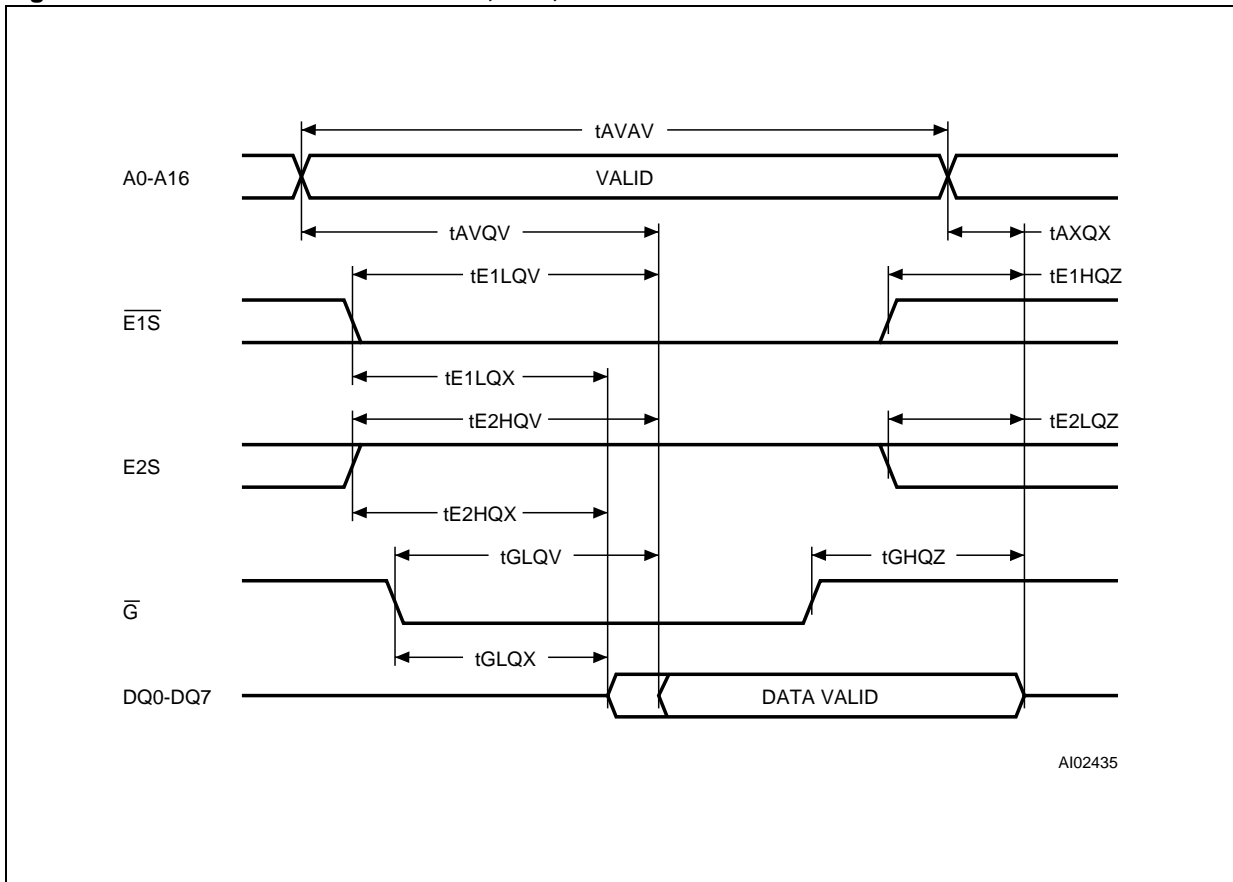 tAVAV
A0-A16
VALID
tAVQV
tAXQX
tE1LQV
tE1HQZ
E1S
tE1LQX
tE2HQV
tE2LQZ
E2S
tE2HQX
tGLQV
tGHQZ
G
tGLQX
DQ0-DQ7
DATA VALID
AI02435